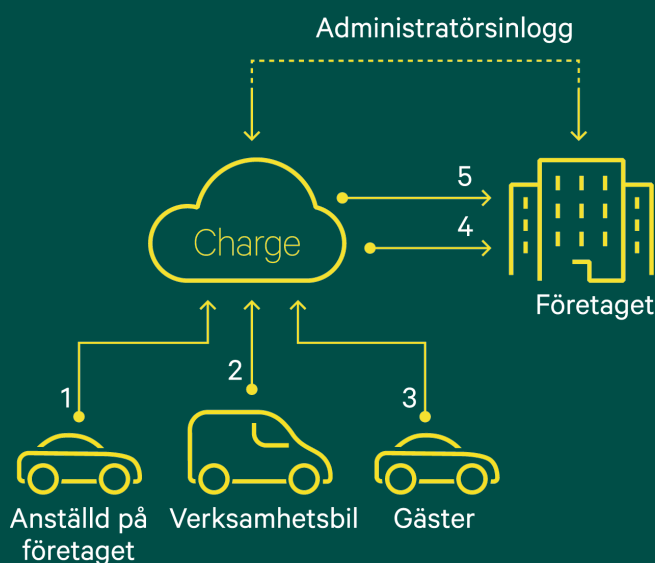 Administratörsinlogg
5
Charge
4
Företaget
1
2
3
Anställd på
företaget
Verksamhetsbil
Gäster